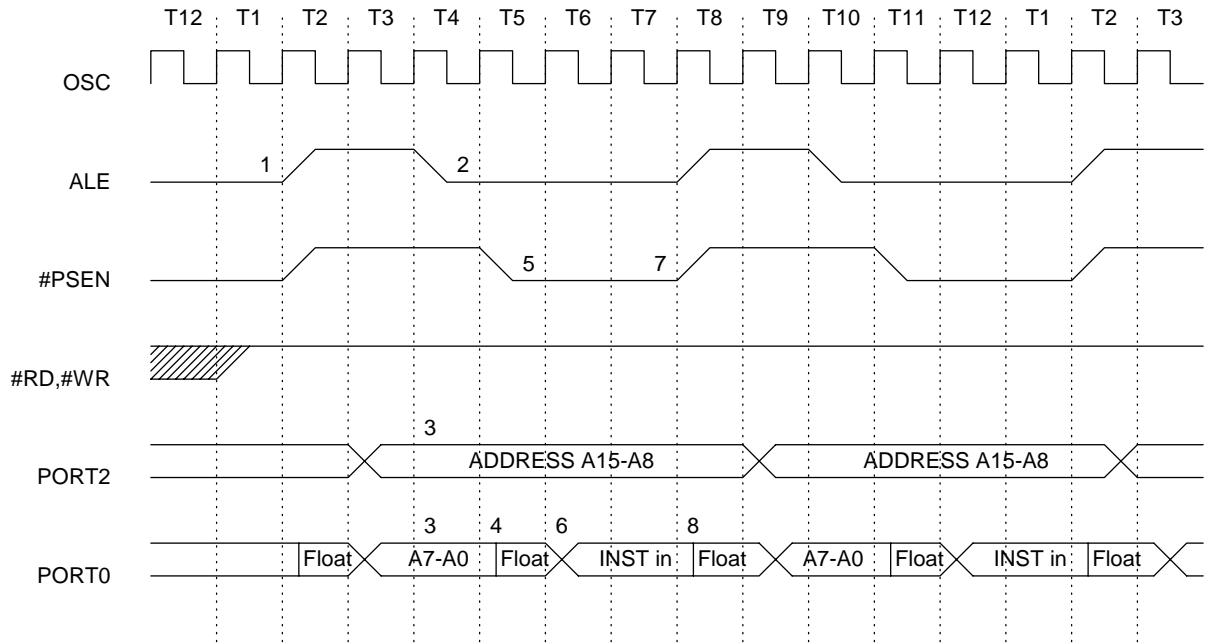 T12 T1 T2 T3 T4 T5 T6 T7 T8 T9 T10 T11 T12 T1 T2 T3
OSC
1 2
ALE
5 7
#PSEN
#RD,#WR
3
ADDRESS A15-A8 ADDRESS A15-A8
PORT2
3 4 6 8
Float A7-A0 Float INST in Float A7-A0 Float INST in Float
PORT0